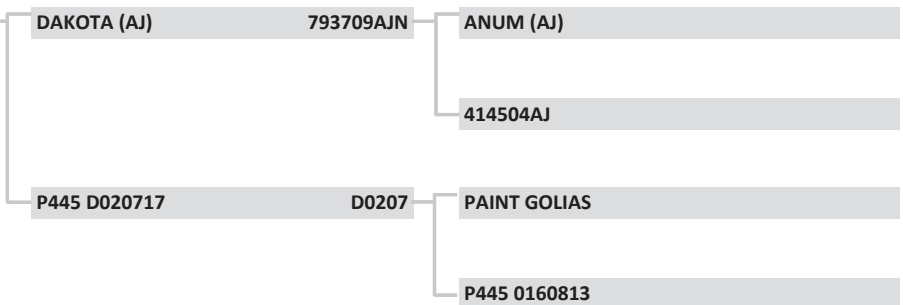 DAKOTA (AJ) 793709AJN
ANUM (AJ)
414504AJ
P445 D020717 D0207
PAINT GOLIAS
P445 0160813